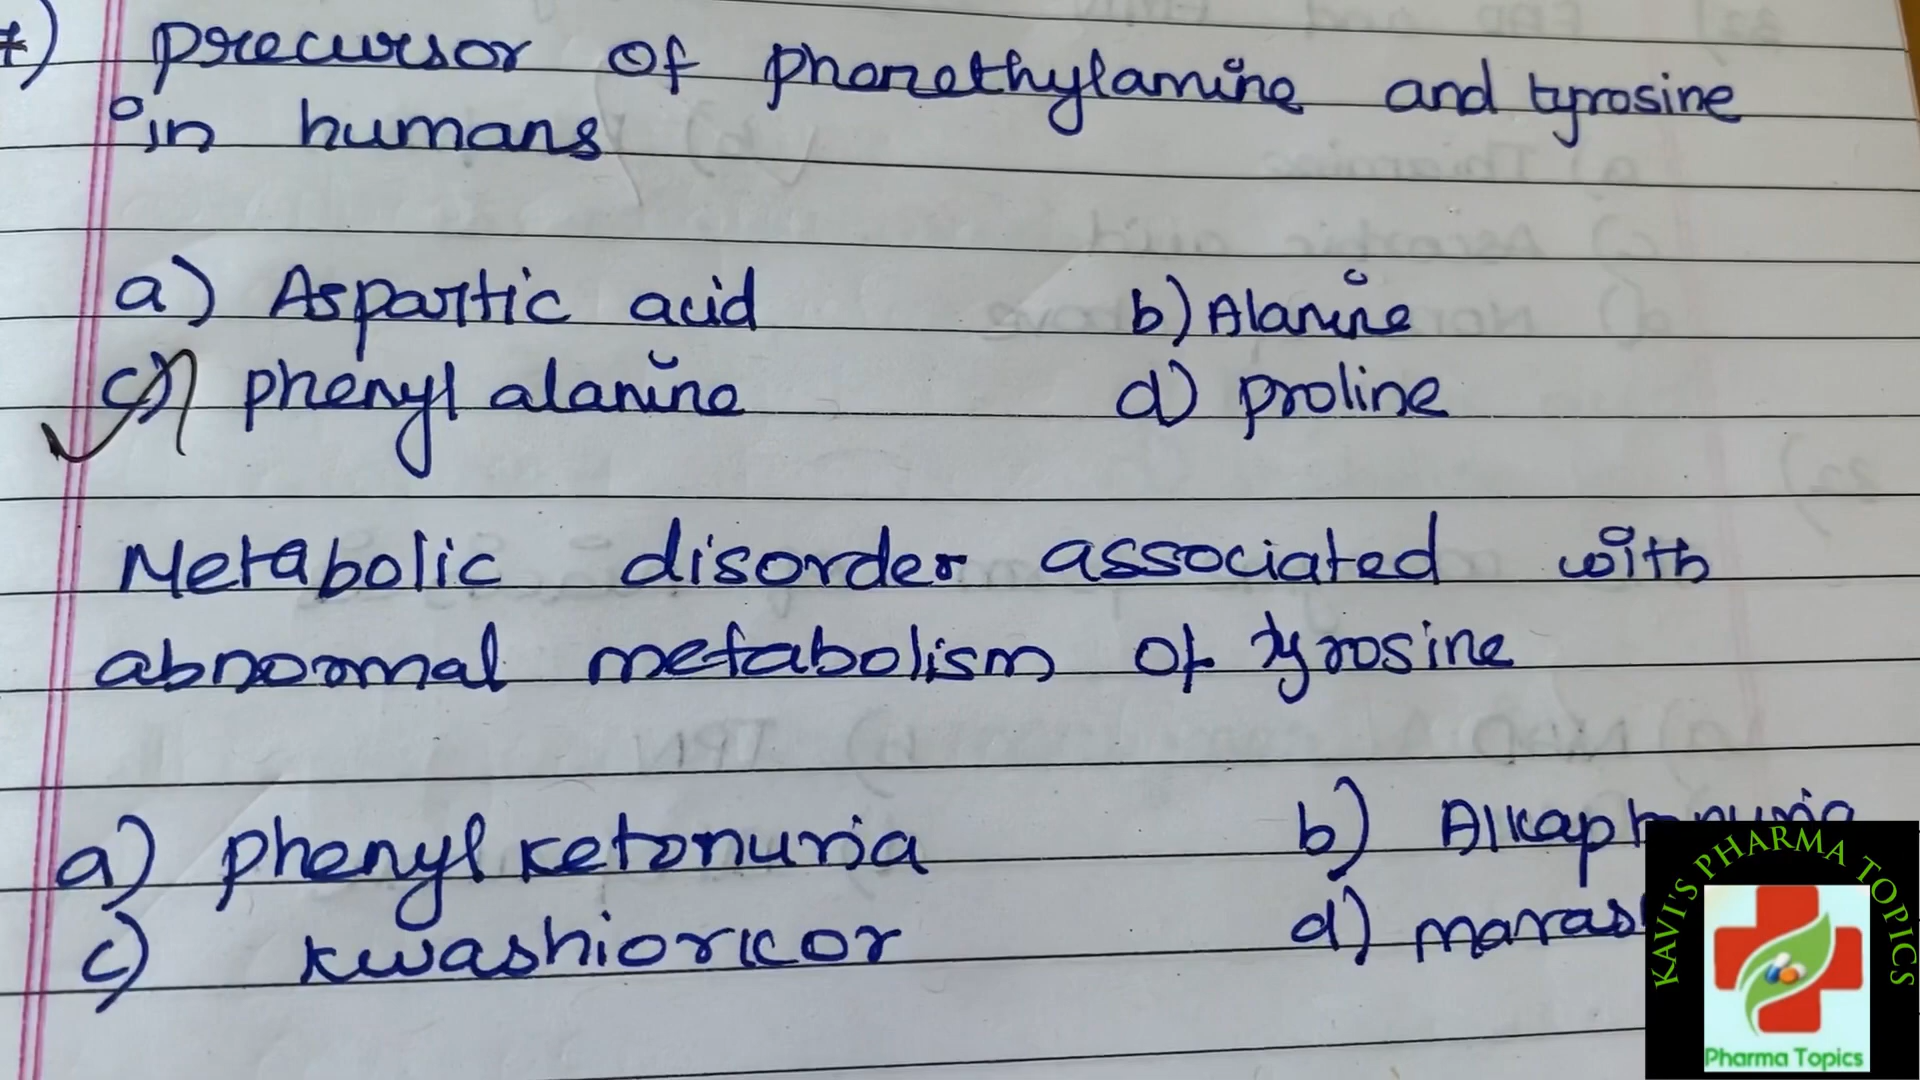 precursor of phenethylamine and tyrosine
in humans
a) Aspartic acid b) Alanine
c) phenyl alanine d) proline
Metabolic disorder associated with
abnormal metabolism of tyrosine
a) phenyl ketonuria b)
c) kwashiorkor d)
KAVI'S PHARMA TOPICS
Pharma Topics